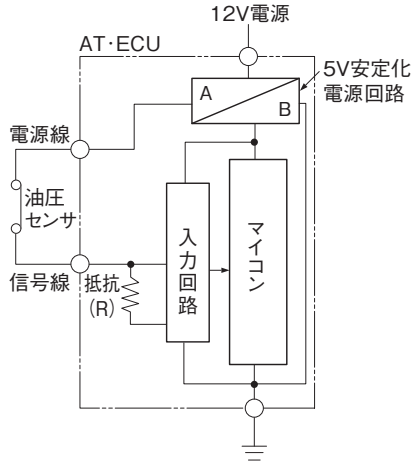 12V電源
AT･ECU
5V安定化
電源回路
A
B
電源線
油圧
センサ
入力回路
マイコン
信号線
抵抗
(R)